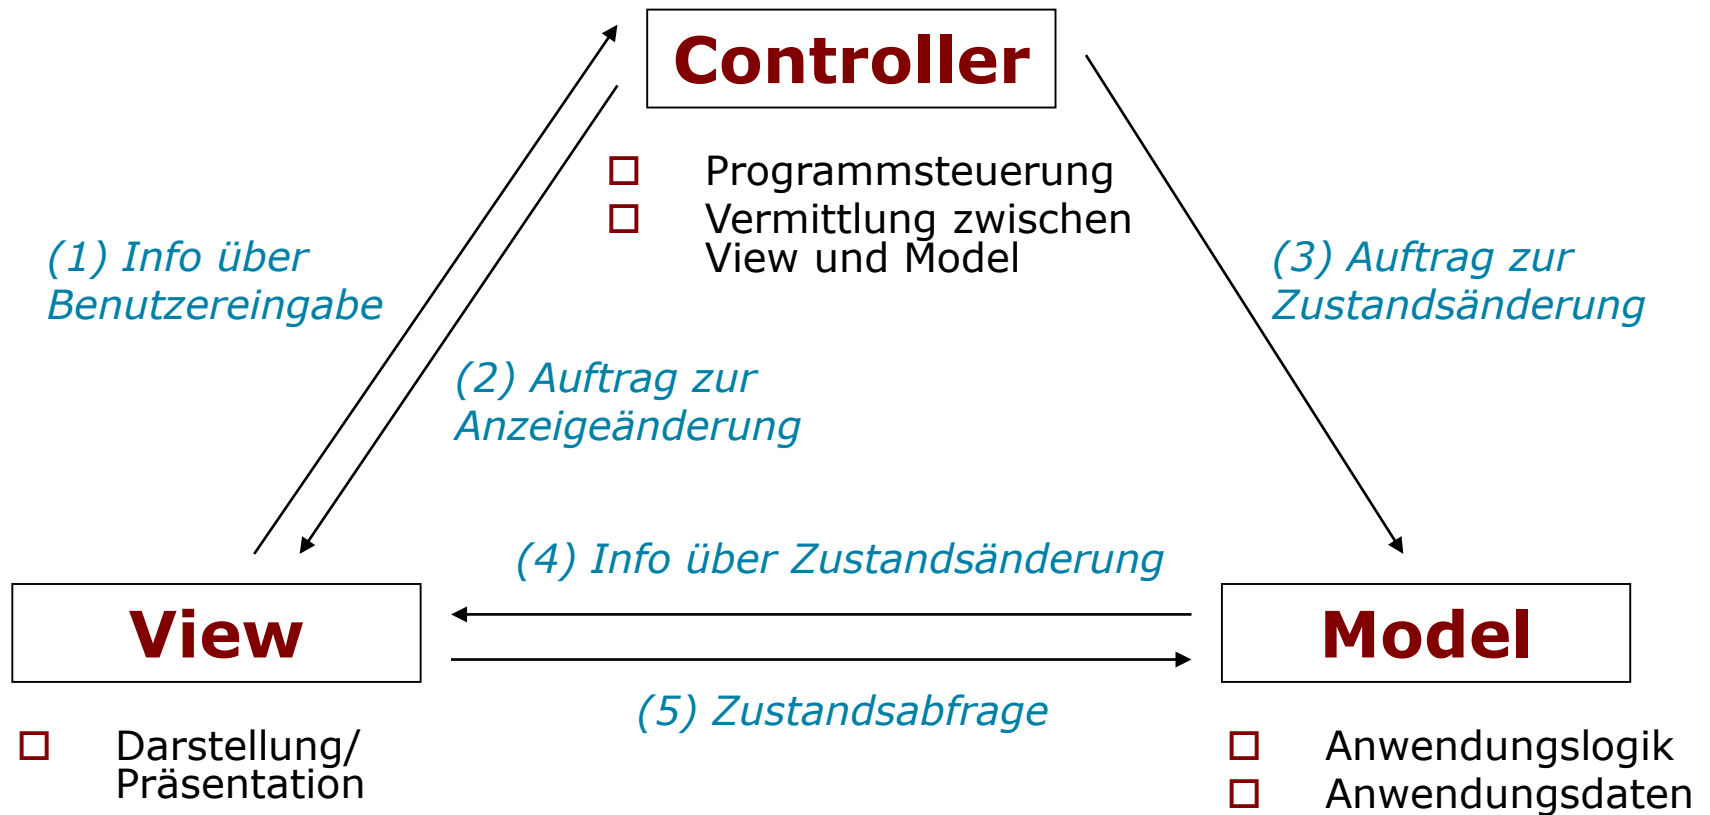 Controller
Programmsteuerung
Vermittlung zwischen
View und Model
(1) Info über
Benutzereingabe
(2) Auftrag zur
Anzeigeänderung
(3) Auftrag zur
Zustandsänderung
(4) Info über Zustandsänderung
View
Model
(5) Zustandsabfrage
Darstellung/
Präsentation
Anwendungslogik
Anwendungsdaten